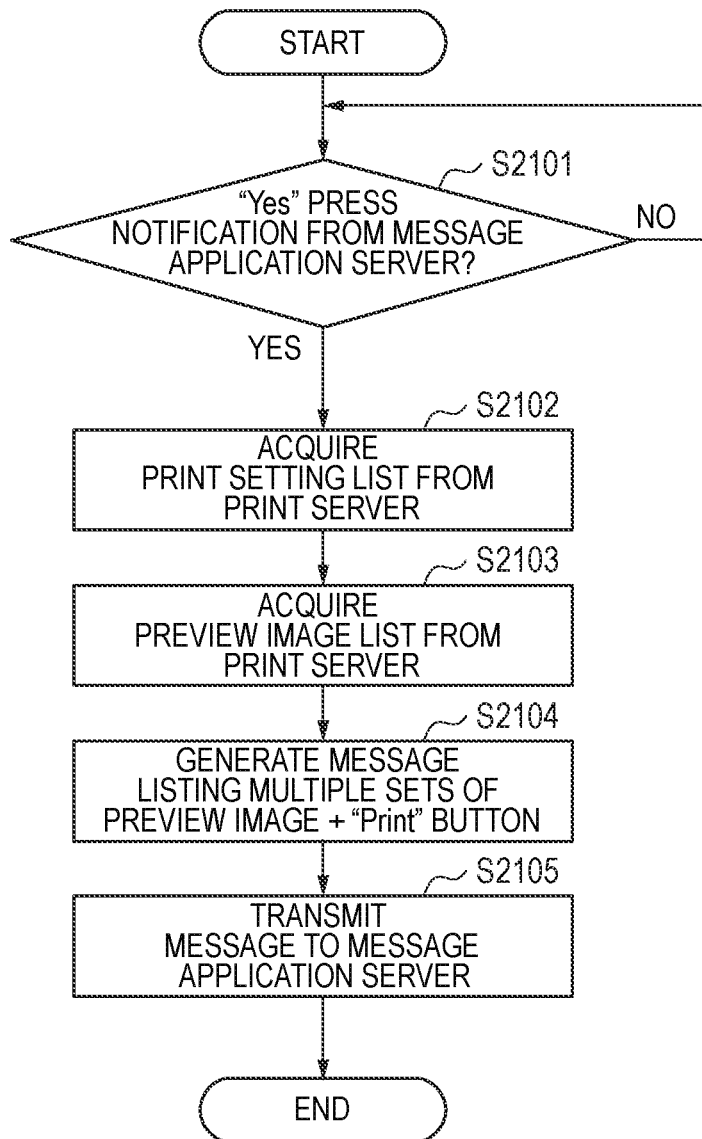 START
S2101
“Yes” PRESS
NOTIFICATION FROM MESSAGE
APPLICATION SERVER?
NO
YES
S2102
ACQUIRE
PRINT SETTING LIST FROM
PRINT SERVER
S2103
ACQUIRE
PREVIEW IMAGE LIST FROM
PRINT SERVER
S2104
GENERATE MESSAGE
LISTING MULTIPLE SETS OF
PREVIEW IMAGE + “Print” BUTTON
S2105
TRANSMIT
MESSAGE TO MESSAGE
APPLICATION SERVER
END